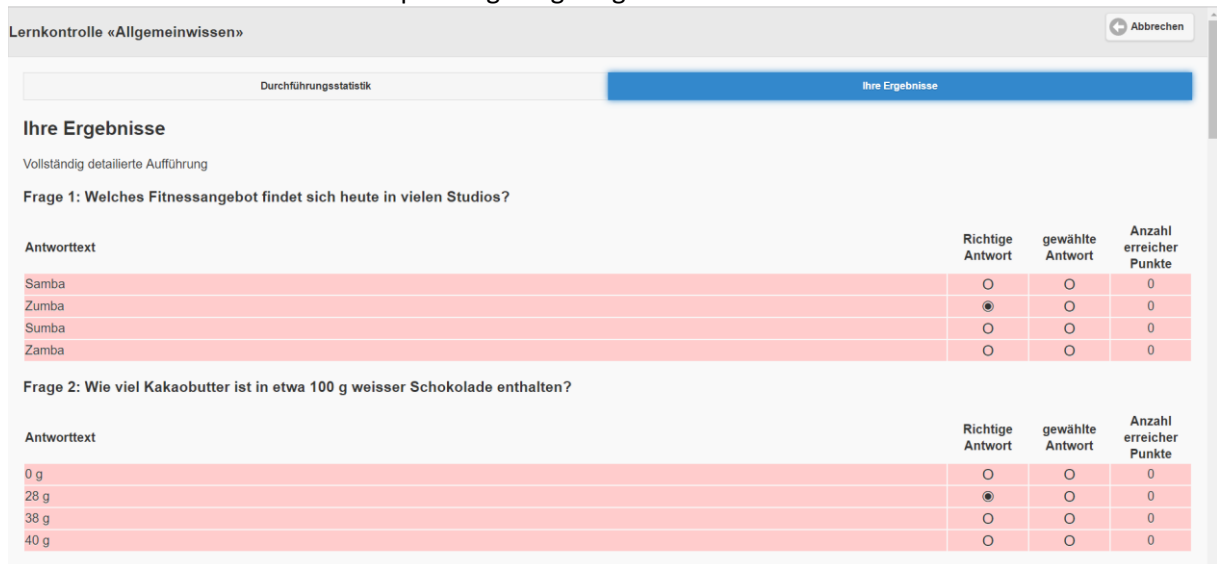 Lernkontrolle «Allgemeinwissen»
Abbrechen
Durchführungsstatistik
Ihre Ergebnisse
Ihre Ergebnisse
Vollständig detailierte Aufführung
Frage 1: Welches Fitnessangebot findet sich heute in vielen Studios?
Antworttext
Richtige Antwort
gewählte Antwort
Anzahl erreicher Punkte
Samba 0
Zumba 0
Sumba 0
Zamba 0
Frage 2: Wie viel Kakaobutter ist in etwa 100 g weisser Schokolade enthalten?
Antworttext
Richtige Antwort
gewählte Antwort
Anzahl erreicher Punkte
0 g 0
28 g 0
38 g 0
40 g 0